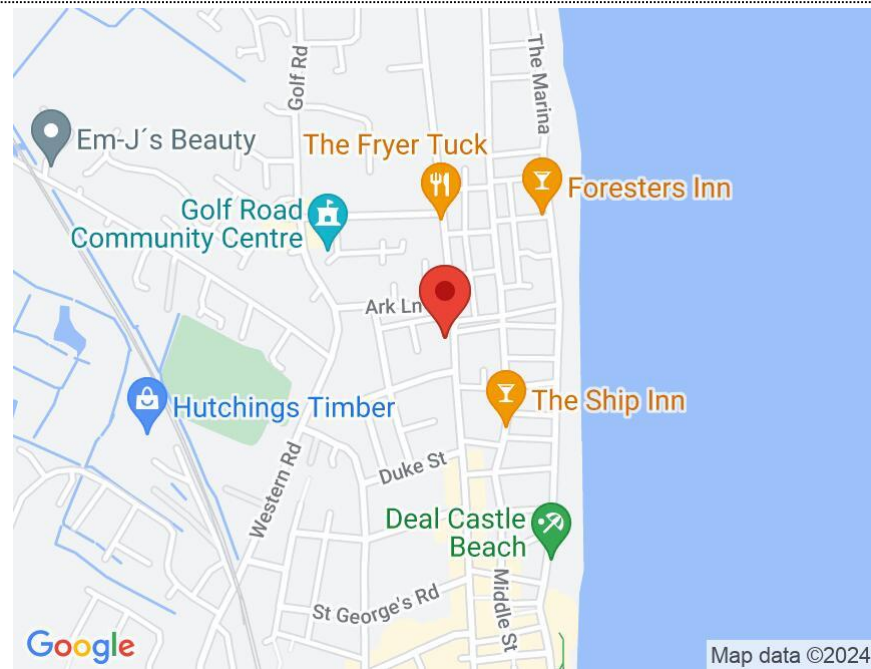 Golf Rd
The Marina
Em-J´s Beauty
The Fryer Tuck
Foresters Inn
Golf Road
Community Centre
Ark Ln
Hutchings Timber
The Ship Inn
Western Rd
Duke St
Deal Castle
Beach
St George's Rd
Middle St
Google
Map data ©2024